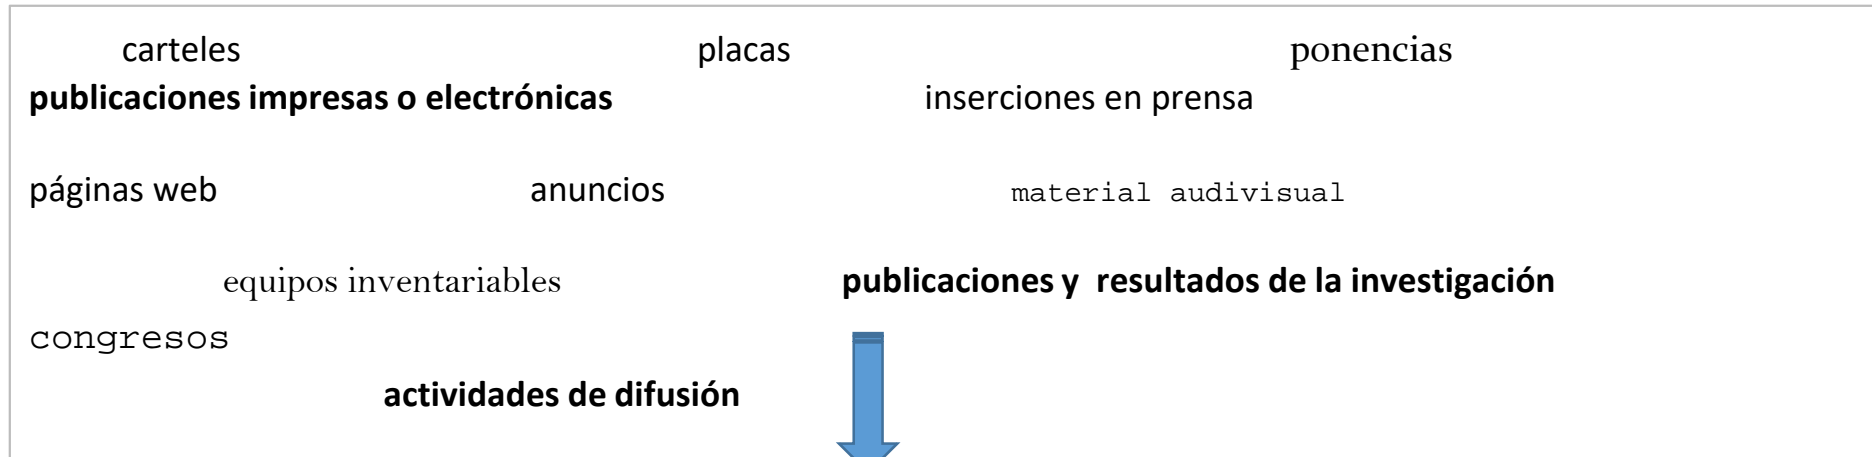 carteles placas ponencias
publicaciones impresas o electrónicas inserciones en prensa
páginas web anuncios material audivisual
equipos inventariables publicaciones y resultados de la investigación
congresos
actividades de difusión